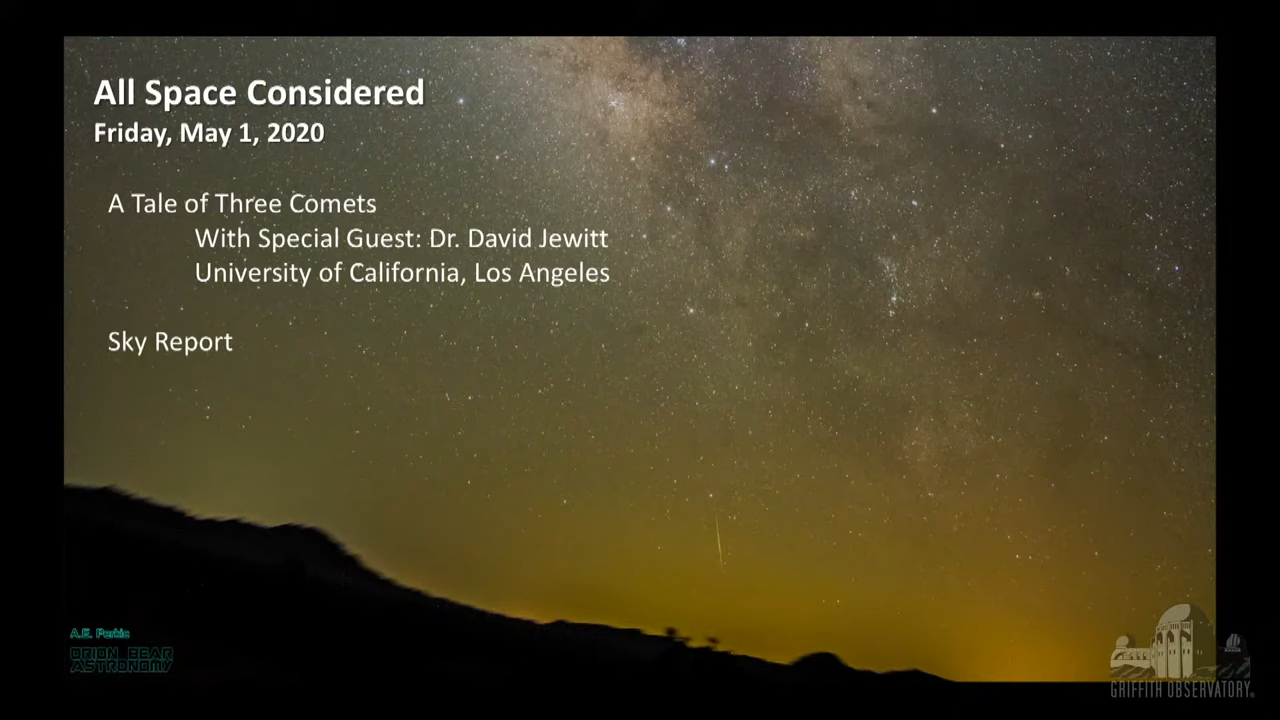 All Space Considered
Friday, May 1, 2020
A Tale of Three Comets
With Special Guest: Dr. David Jewitt
University of California, Los Angeles
Sky Report
A.E. Perkic
ORION BEAR
ASTRONOMY
GRIFFITH OBSERVATORY®